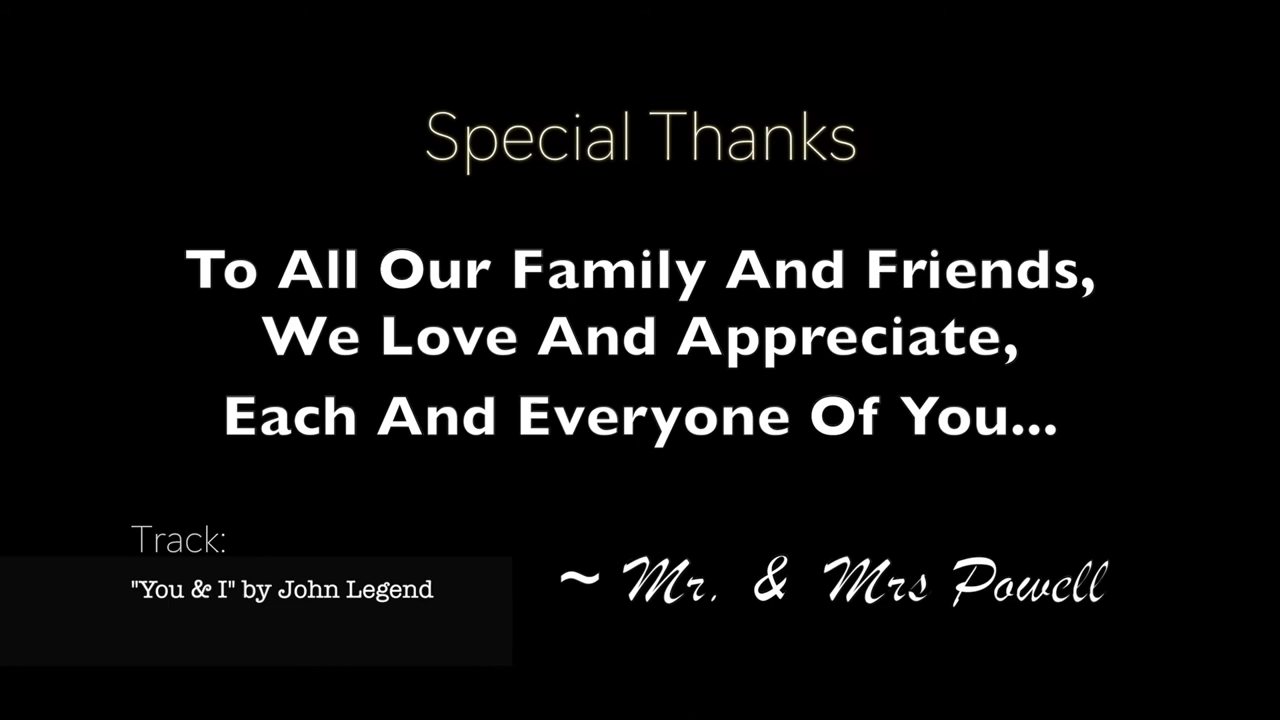 Special Thanks
To All Our Family And Friends,
We Love And Appreciate,
Each And Everyone Of You...
Track:
"You & I" by John Legend
~ Mr. & Mrs Powell